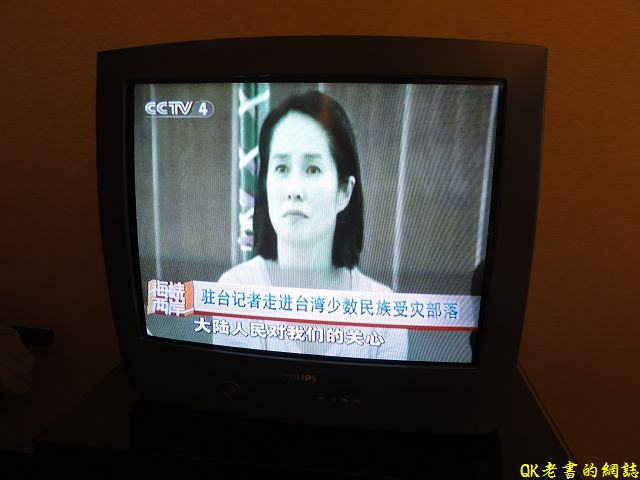 CCTV 4
海峡
两岸
驻台记者走进台湾少数民族受灾部落
大陆人民对我们的关心
PHILIPS
QK老書的網誌